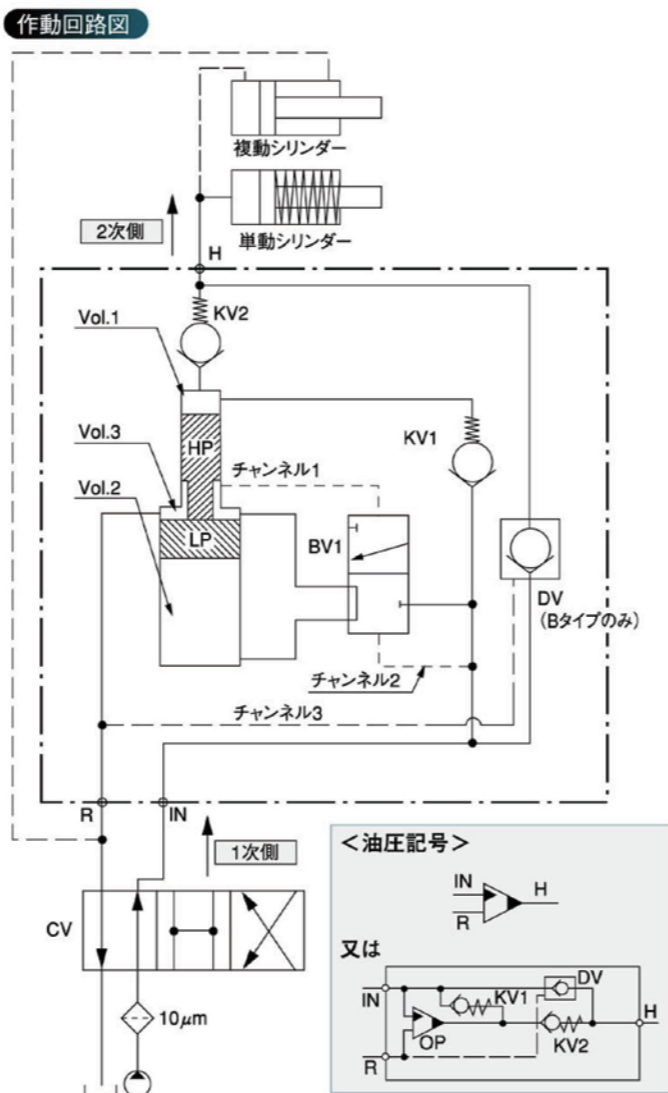 作動回路図
複動シリンダー
単動シリンダー
2次側
H
KV2
Vol.1
KV1
Vol.3
HP
チャンネル1
Vol.2
LP
BV1
DV
(Bタイプのみ)
チャンネル2
チャンネル3
R
IN
1次側
CV
10μm
<油圧記号>
IN
H
R
又は
DV
IN
KV1
H
OP
KV2
R